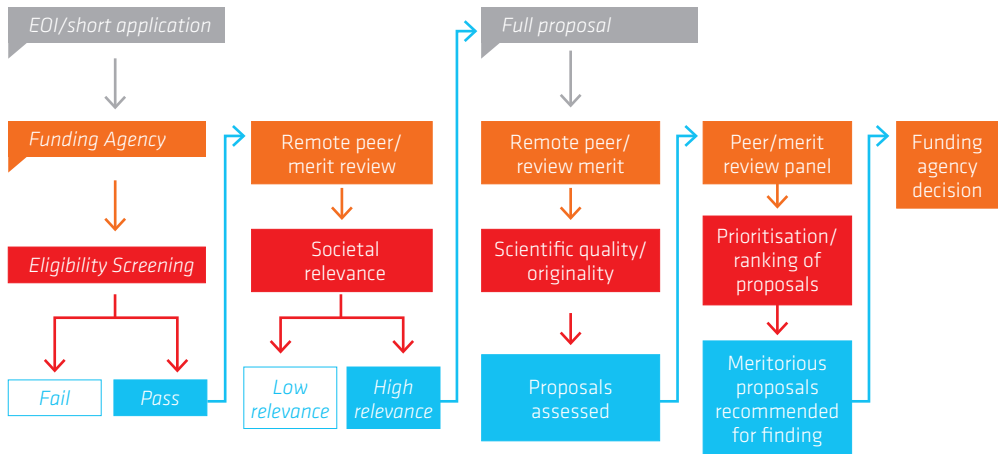 EOI/short application
Funding Agency
Eligibility Screening
Fail
Pass
Remote peer/
merit review
Societal
relevance
Low
relevance
High
relevance
Full proposal
Remote peer/
review merit
Scientific quality/
originality
Proposals
assessed
Peer/merit
review panel
Prioritisation/
ranking of
proposals
Meritorious
proposals
recommended
for finding
Funding
agency
decision